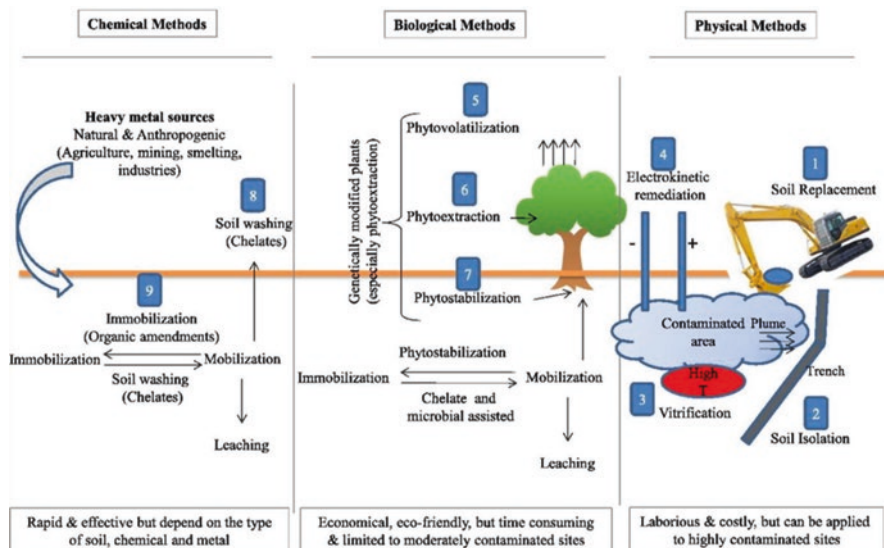 Chemical Methods
Heavy metal sources
Natural & Anthropogenic
(Agriculture, mining, smelting,
industries)
8
Soil washing
(Chelates)
9
Immobilization
(Organic amendments)
Immobilization
Mobilization
Soil washing
(Chelates)
Leaching
Rapid & effective but depend on the type
of soil, chemical and metal
Biological Methods
Genetically modified plants
(especially phytoextraction)
5
Phytovolatilization
6
Phytoextraction
7
Phytostabilization
Phytostabilization
Immobilization
Mobilization
Chelate and
microbial assisted
Leaching
Economical, eco-friendly, but time consuming
& limited to moderately contaminated sites
Physical Methods
4
Electrokinetic
remediation
- +
1
Soil Replacement
Contaminated
area
Plume
High
T
3
Vitrification
Trench
2
Soil Isolation
Laborious & costly, but can be applied
to highly contaminated sites